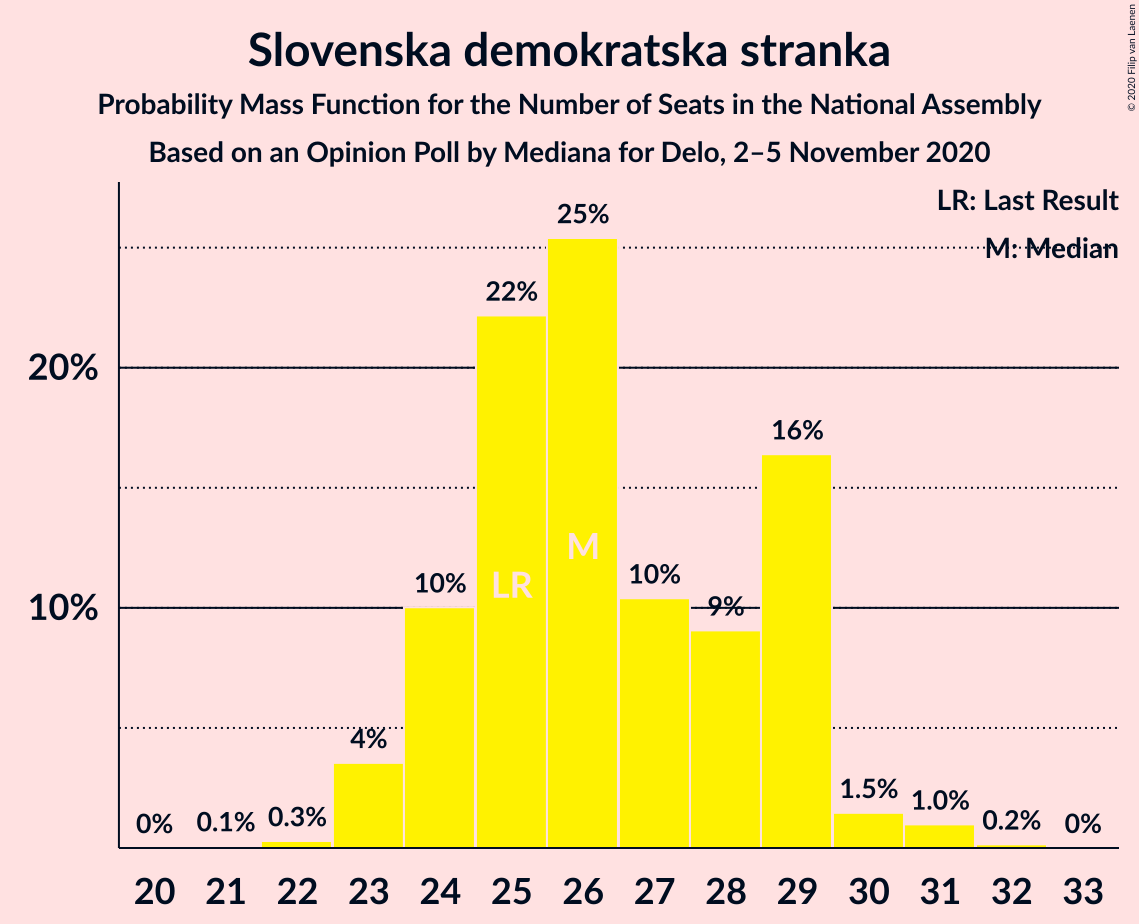 Slovenska demokratska stranka
Probability Mass Function for the Number of Seats in the National Assembly
Based on an Opinion Poll by Mediana for Delo, 2–5 November 2020
© 2020 Filip van Laenen
LR: Last Result
M: Median
25%
22%
20%
16%
M
10%
10%
LR
10%
9%
4%
1.5%
1.0%
0%
0.1%
0.3%
0.2%
0%
20 21 22 23 24 25 26 27 28 29 30 31 32 33